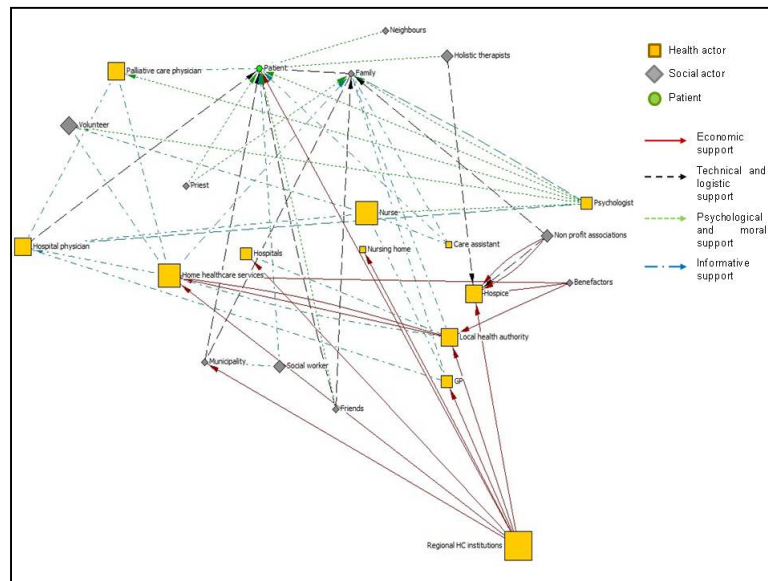 Neighbours
Health actor
Palliative care physician
Patient
Family
Holistic therapists
Social actor
Patient
Volunteer
Economic
support
Technical and
logistic
support
Priest
Nurse
Psychologist
Psychological
and moral
support
Hospital physician
Hospitals
Nursing home
Care assistant
Non profit associations
Informative
support
Home healthcare services
Hospice
Benefactors
Local health authority
Municipality
Social worker
GP
Friends
Regional HC institutions